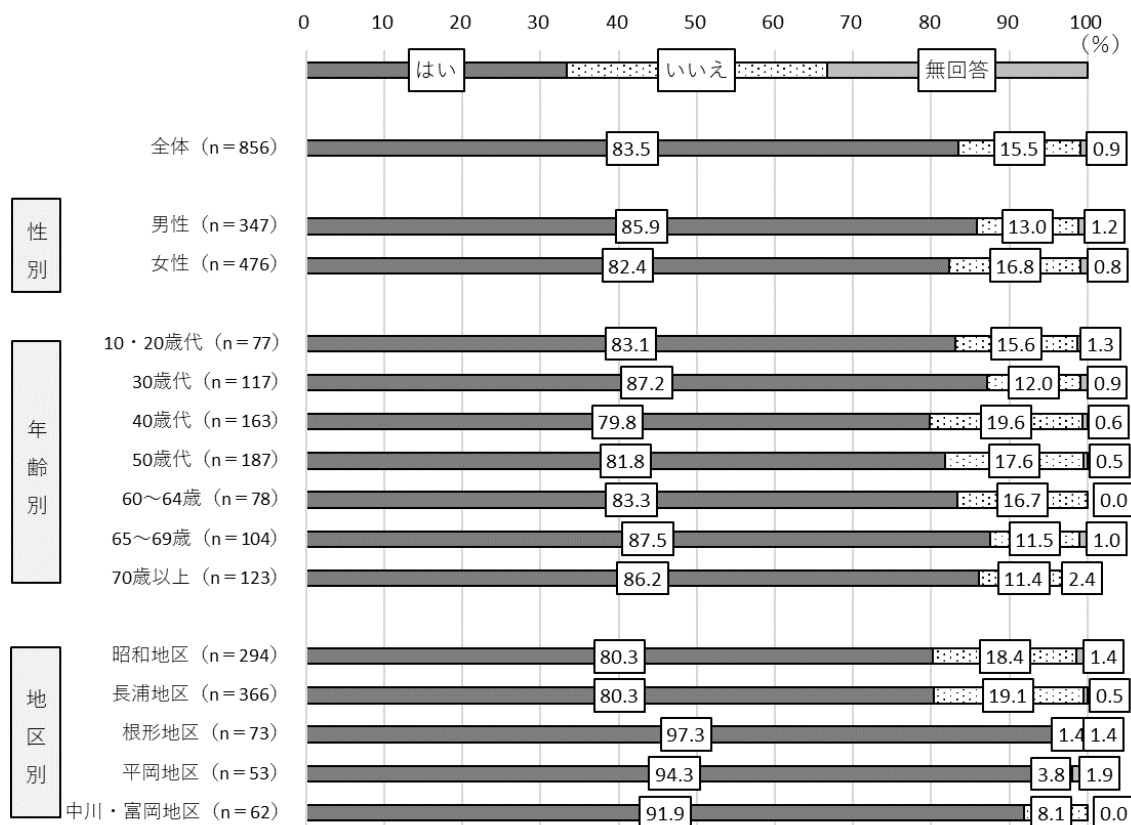 0 10 20 30 40 50 60 70 80 90 100
(%)
はい いいえ 無回答
全体（n＝856） 83.5 15.5 0.9
性別
男性（n＝347） 85.9 13.0 1.2
女性（n＝476） 82.4 16.8 0.8
年齢別
10・20歳代（n＝77） 83.1 15.6 1.3
30歳代（n＝117） 87.2 12.0 0.9
40歳代（n＝163） 79.8 19.6 0.6
50歳代（n＝187） 81.8 17.6 0.5
60～64歳（n＝78） 83.3 16.7 0.0
65～69歳（n＝104） 87.5 11.5 1.0
70歳以上（n＝123） 86.2 11.4 2.4
地区別
昭和地区（n＝294） 80.3 18.4 1.4
長浦地区（n＝366） 80.3 19.1 0.5
根形地区（n＝73） 97.3 1.4 1.4
平岡地区（n＝53） 94.3 3.8 1.9
中川・富岡地区（n＝62） 91.9 8.1 0.0